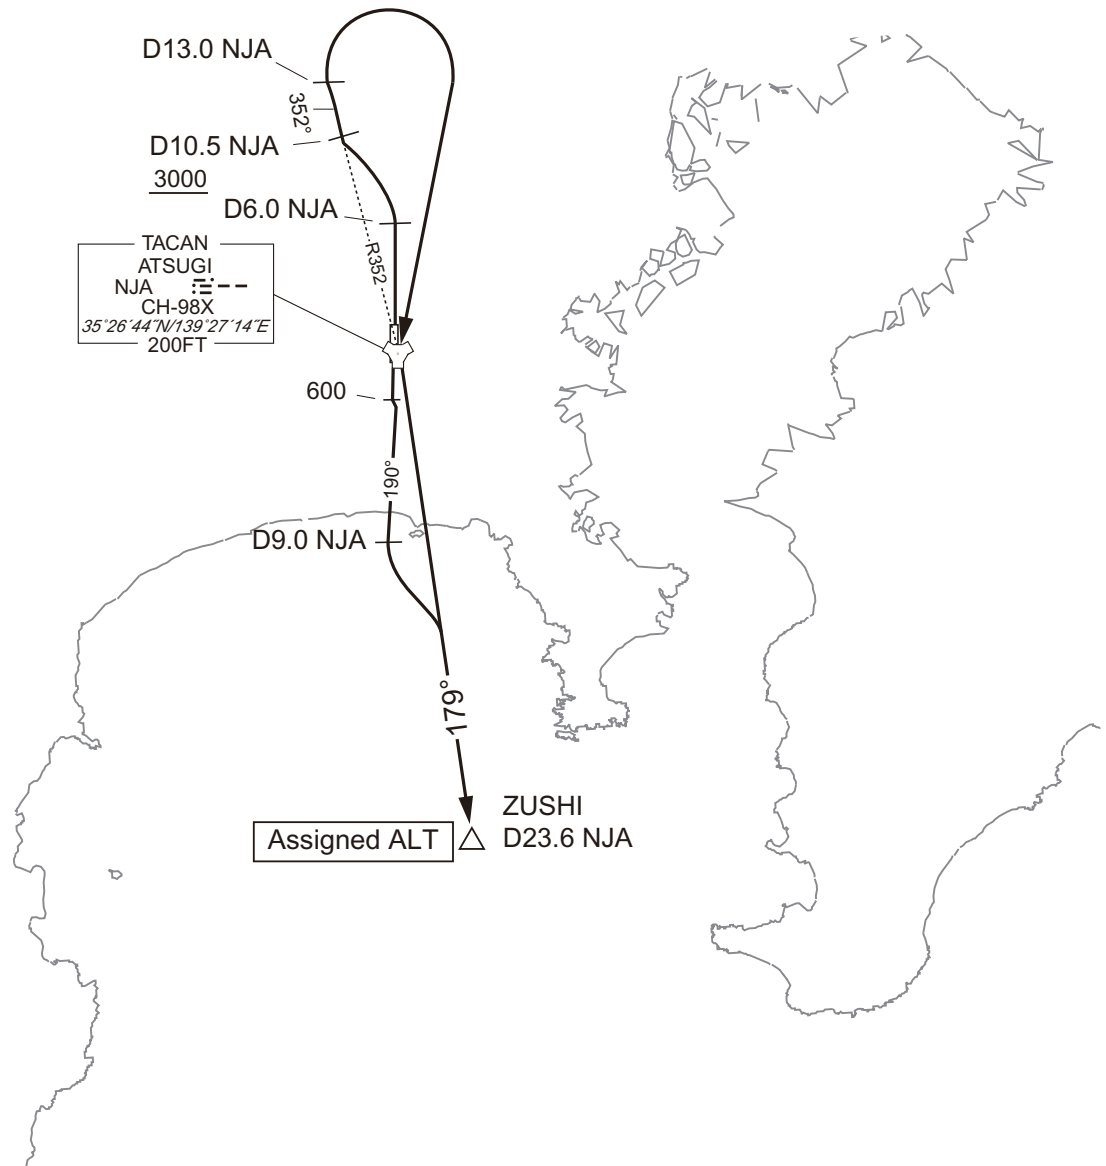 D13.0 NJA
352°
D10.5 NJA
3000
D6.0 NJA
R352
TACAN
ATSUGI
NJA
CH-98X
35°26´44˝N/139°27´14˝E
200FT
600
190°
D9.0 NJA
179°
ZUSHI
Assigned ALT
D23.6 NJA